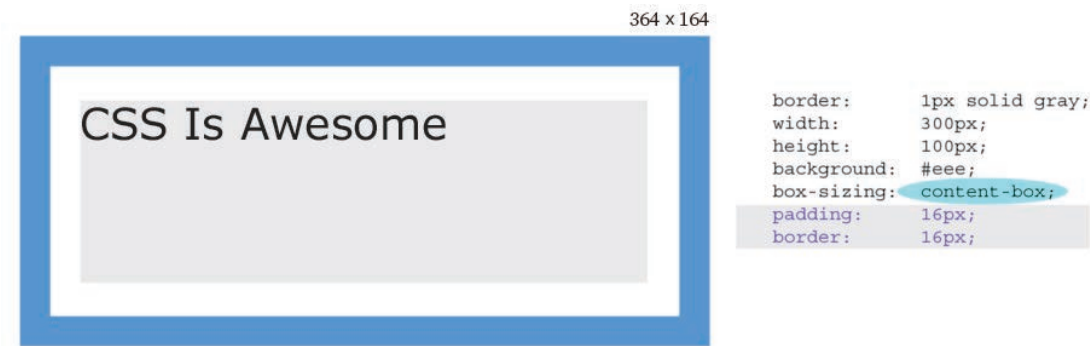 364 x 164
CSS Is Awesome
border: 1px solid gray;
width: 300px;
height: 100px;
background: #eee;
box-sizing: content-box;
padding: 16px;
border: 16px;